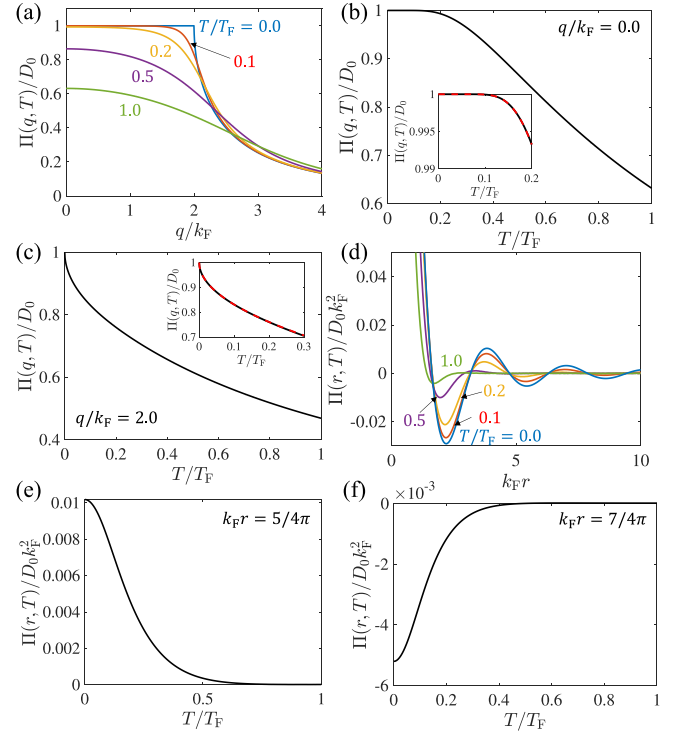 (a)
Π(q, T)/D₀
1
0.8
0.6
0.4
0.2
0
T/T_F = 0.0
0.1
0.2
0.5
1.0
0 1 2 3 4
q/k_F
(b)
Π(q, T)/D₀
1
0.9
0.8
0.7
0.6
q/k_F = 0.0
Π(q, T)/D₀
1
0.995
0.99
0 0.1 0.2
T/T_F
0 0.2 0.4 0.6 0.8 1
T/T_F
(c)
Π(q, T)/D₀
1
0.8
0.6
0.4
Π(q, T)/D₀
1
0.9
0.8
0.7
0 0.1 0.2 0.3
T/T_F
q/k_F = 2.0
0 0.2 0.4 0.6 0.8 1
T/T_F
(d)
Π(r, T)/D₀k_F²
0.04
0.02
0
-0.02
1.0
0.5
0.2
0.1
T/T_F = 0.0
0 5 10
k_F r
(e)
Π(r, T)/D₀k_F²
0.01
0.008
0.006
0.004
0.002
0
k_F r = 5/4π
0 0.5 1
T/T_F
(f)
×10⁻³
Π(r, T)/D₀k_F²
0
-2
-4
-6
k_F r = 7/4π
0 0.2 0.4 0.6 0.8 1
T/T_F